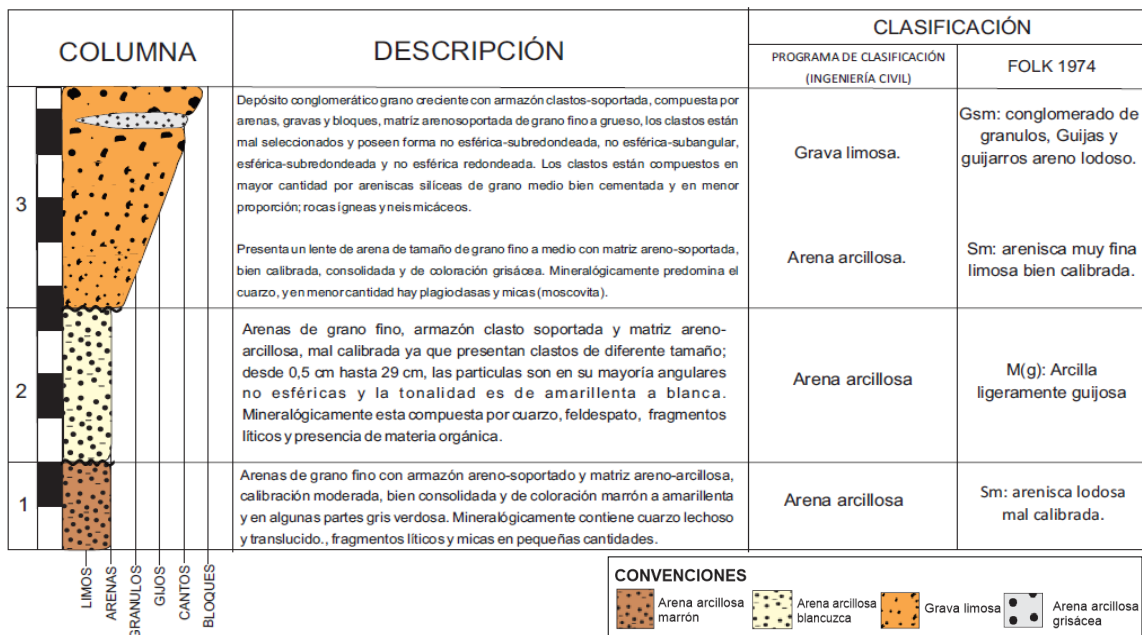 COLUMNA
DESCRIPCIÓN
CLASIFICACIÓN
PROGRAMA DE CLASIFICACIÓN
(INGENIERÍA CIVIL)
FOLK 1974
3
Depósito conglomerático grano creciente con armazón clastos-soportada, compuesta por
arenas, gravas y bloques, matriz arenosoportada de grano fino a grueso, los clastos están
mal seleccionados y poseen forma no esférica-subredondeada, no esférica-subangular,
esférica-subredondeada y no esférica redondeada. Los clastos están compuestos en
mayor cantidad por areniscas silíceas de grano medio bien cementada y en menor
proporción; rocas ígneas y neis micáceos.
Grava limosa.
Gsm: conglomerado de
granulos, Guijas y
guijarros areno lodoso.
Presenta un lente de arena de tamaño de grano fino a medio con matriz areno-soportada,
bien calibrada, consolidada y de coloración grisácea. Mineralógicamente predomina el
cuarzo, y en menor cantidad hay plagioclasas y micas (moscovita).
Arena arcillosa.
Sm: arenisca muy fina
limosa bien calibrada.
2
Arenas de grano fino, armazón clasto soportada y matriz areno-
arcillosa, mal calibrada ya que presentan clastos de diferente tamaño;
desde 0,5 cm hasta 29 cm, las particulas son en su mayoría angulares
no esféricas y la tonalidad es de amarillenta a blanca.
Mineralógicamente esta compuesta por cuarzo, feldespato, fragmentos
líticos y presencia de materia orgánica.
Arena arcillosa
M(g): Arcilla
ligeramente guijosa
1
Arenas de grano fino con armazón areno-soportado y matriz areno-arcillosa,
calibración moderada, bien consolidada y de coloración marrón a amarillenta
y en algunas partes gris verdosa. Mineralógicamente contiene cuarzo lechoso
y translucido., fragmentos líticos y micas en pequeñas cantidades.
Arena arcillosa
Sm: arenisca lodosa
mal calibrada.
LIMOS
ARENAS
GRANULOS
GIJOS
CANTOS
BLOQUES
CONVENCIONES
Arena arcillosa
marrón
Arena arcillosa
blancuzca
Grava limosa
Arena arcillosa
grisácea